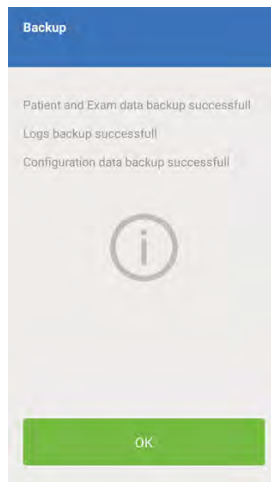 Backup
Patient and Exam data backup successfull
Logs backup successfull
Configuration data backup successfull
i
OK